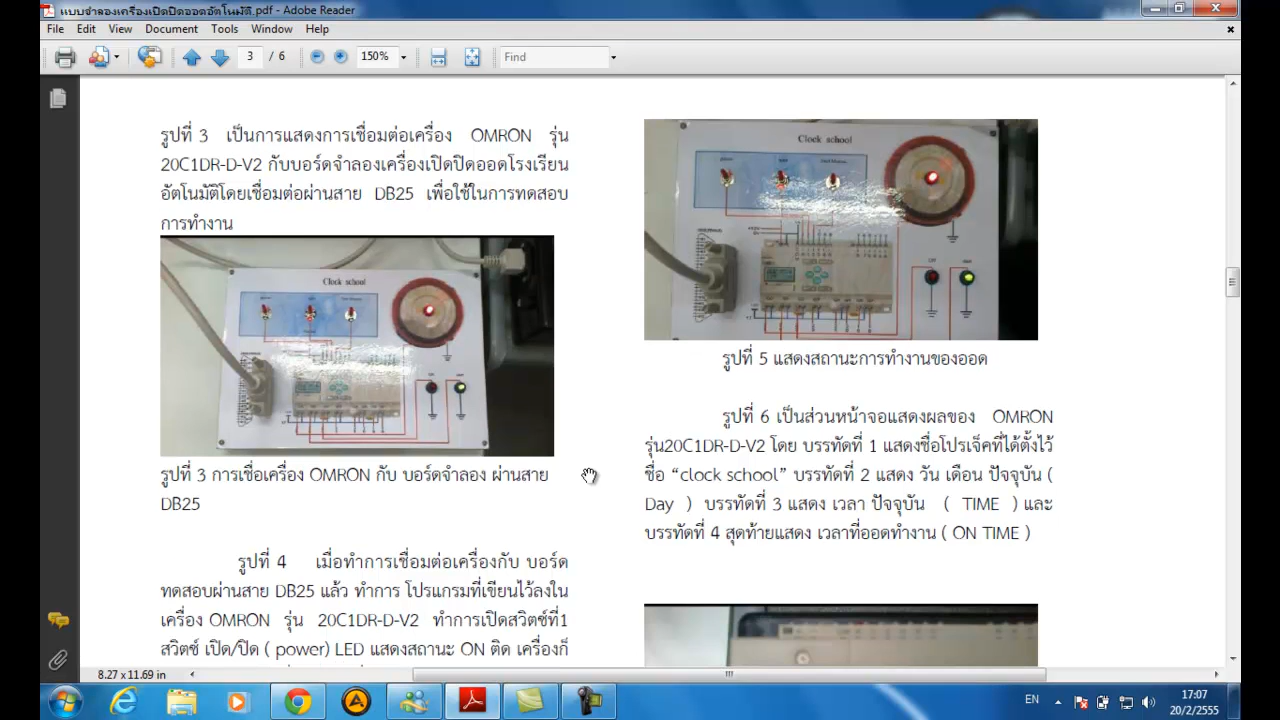 แบบจำลองเครื่องเปิดปิดออดอัตโนมัติ.pdf - Adobe Reader
File Edit View Document Tools Window Help
3 / 6 150% Find
รูปที่ 3 เป็นการแสดงการเชื่อมต่อเครื่อง OMRON รุ่น
20C1DR-D-V2 กับบอร์ดจำลองเครื่องเปิดปิดออดโรงเรียน
อัตโนมัติโดยเชื่อมต่อผ่านสาย DB25 เพื่อใช้ในการทดสอบ
การทำงาน
Clock school
รูปที่ 3 การเชื่อเครื่อง OMRON กับ บอร์ดจำลอง ผ่านสาย
DB25
รูปที่ 4 เมื่อทำการเชื่อมต่อเครื่องกับ บอร์ด
ทดสอบผ่านสาย DB25 แล้ว ทำการ โปรแกรมที่เขียนไว้ลงใน
เครื่อง OMRON รุ่น 20C1DR-D-V2 ทำการเปิดสวิตซ์ที่1
สวิตซ์ เปิด/ปิด ( power) LED แสดงสถานะ ON ติด เครื่องก็
Clock school
รูปที่ 5 แสดงสถานะการทำงานของออด
รูปที่ 6 เป็นส่วนหน้าจอแสดงผลของ OMRON
รุ่น20C1DR-D-V2 โดย บรรทัดที่ 1 แสดงชื่อโปรเจ็คที่ได้ตั้งไว้
ชื่อ “clock school” บรรทัดที่ 2 แสดง วัน เดือน ปัจจุบัน (
Day ) บรรทัดที่ 3 แสดง เวลา ปัจจุบัน ( TIME ) และ
บรรทัดที่ 4 สุดท้ายแสดง เวลาที่ออดทำงาน ( ON TIME )
8.27 x 11.69 in
EN 17:07
20/2/2555